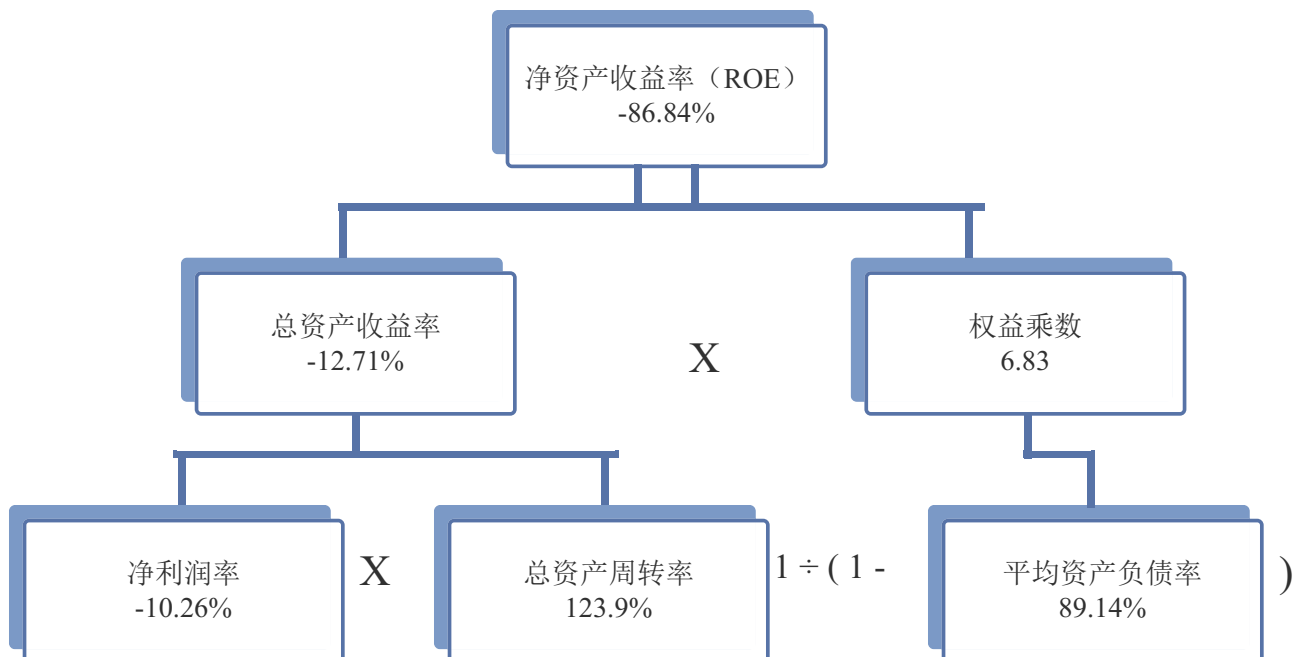 净资产收益率（ROE）
-86.84%
总资产收益率
-12.71%
X
权益乘数
6.83
净利润率
-10.26%
X
总资产周转率
123.9%
1 ÷ ( 1 -
平均资产负债率
89.14%
)